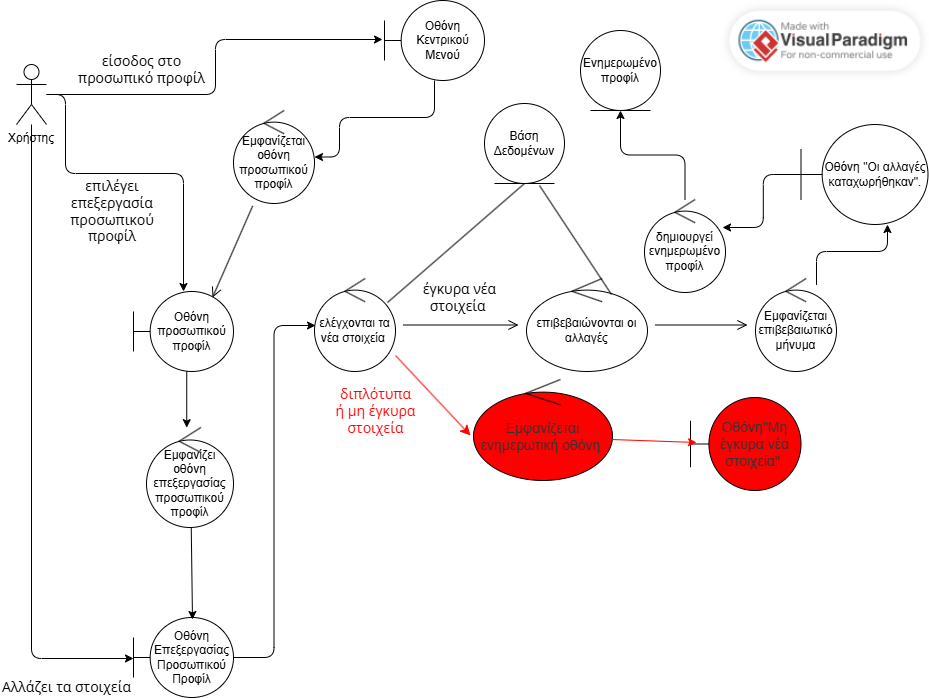 Made with
VisualParadigm
For non-commercial use
Οθόνη
Κεντρικού
Μενού
είσοδος στο
προσωπικό προφίλ
Χρήστης
Εμφανίζεται
οθόνη
προσωπικού
προφίλ
Βάση
Δεδομένων
Ενημερωμένο
προφίλ
Οθόνη "Οι αλλαγές
καταχωρήθηκαν".
επιλέγει
επεξεργασία
προσωπικού
προφίλ
δημιουργεί
ενημερωμένο
προφίλ
Οθόνη
προσωπικού
προφίλ
ελέγχονται τα
νέα στοιχεία
έγκυρα νέα
στοιχεία
επιβεβαιώνονται οι
αλλαγές
Εμφανίζεται
επιβεβαιωτικό
μήνυμα
διπλότυπα
ή μη έγκυρα
στοιχεία
Εμφανίζεται
ενημερωτική οθόνη
Οθόνη"Μη
έγκυρα νέα
στοιχεία".
Εμφανίζει
οθόνη
επεξεργασίας
προσωπικού
προφίλ
Οθόνη
Επεξεργασίας
Προσωπικού
Προφίλ
Αλλάζει τα στοιχεία